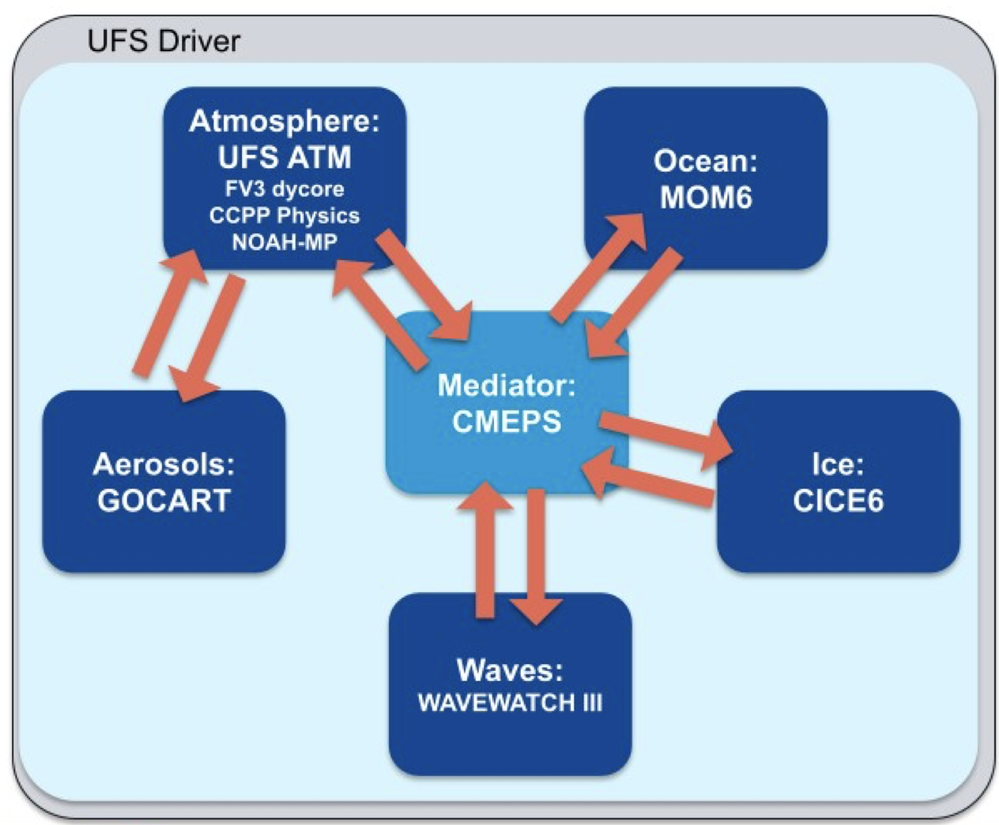 UFS Driver
Atmosphere:
UFS ATM
FV3 dycore
CCPP Physics
NOAH-MP
Ocean:
MOM6
Mediator:
CMEPS
Aerosols:
GOCART
Ice:
CICE6
Waves:
WAVEWATCH III